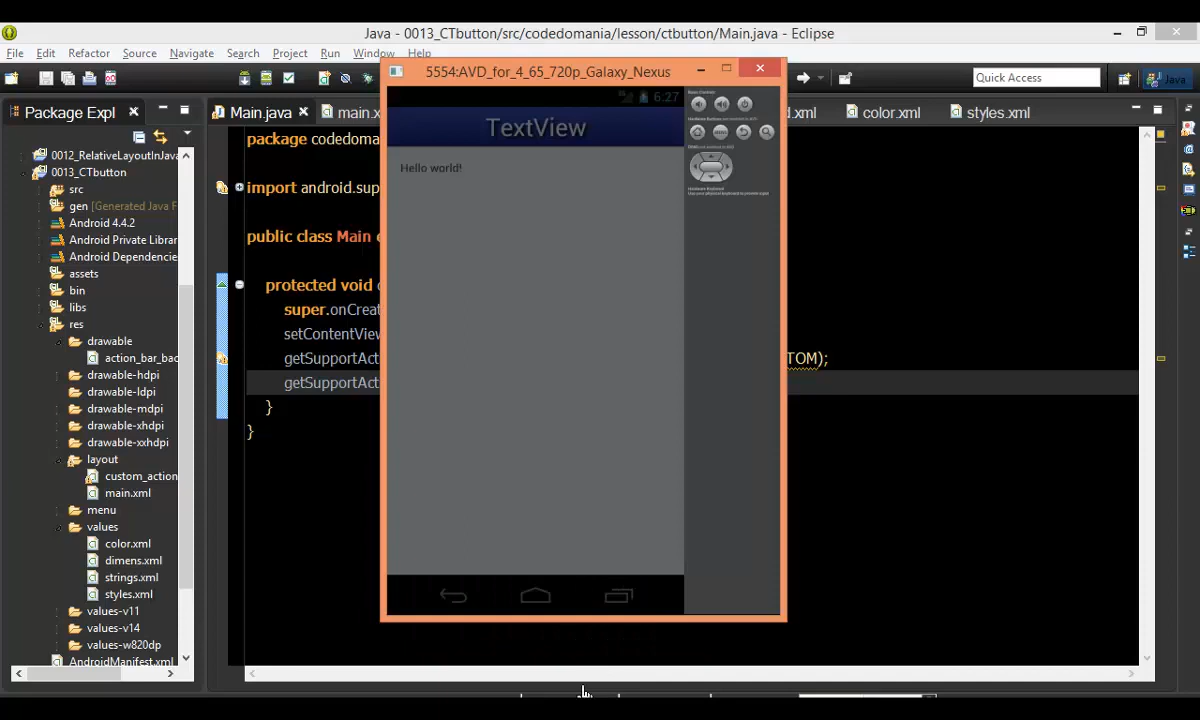 Java - 0013_CTbutton/src/codedomania/lesson/ctbutton/Main.java - Eclipse
File Edit Refactor Source Navigate Search Project Run Window Help
5554:AVD_for_4_65_720p_Galaxy_Nexus
Quick Access
Java
Package Expl
Main.java
main.x
d.xml
color.xml
styles.xml
6:27
TextView
Hello world!
0012_RelativeLayoutInJava
0013_CTbutton
src
gen [Generated Java F
Android 4.4.2
Android Private Librar
Android Dependencie
assets
bin
libs
res
drawable
action_bar_bac
drawable-hdpi
drawable-ldpi
drawable-mdpi
drawable-xhdpi
drawable-xxhdpi
layout
custom_action
main.xml
menu
values
color.xml
dimens.xml
strings.xml
styles.xml
values-v11
values-v14
values-w820dp
AndroidManifest.xml
package codedoma
import android.sup
public class Main e
protected void
super.onCreat
setContentView
getSupportAct
TOM);
getSupportAct
}
}